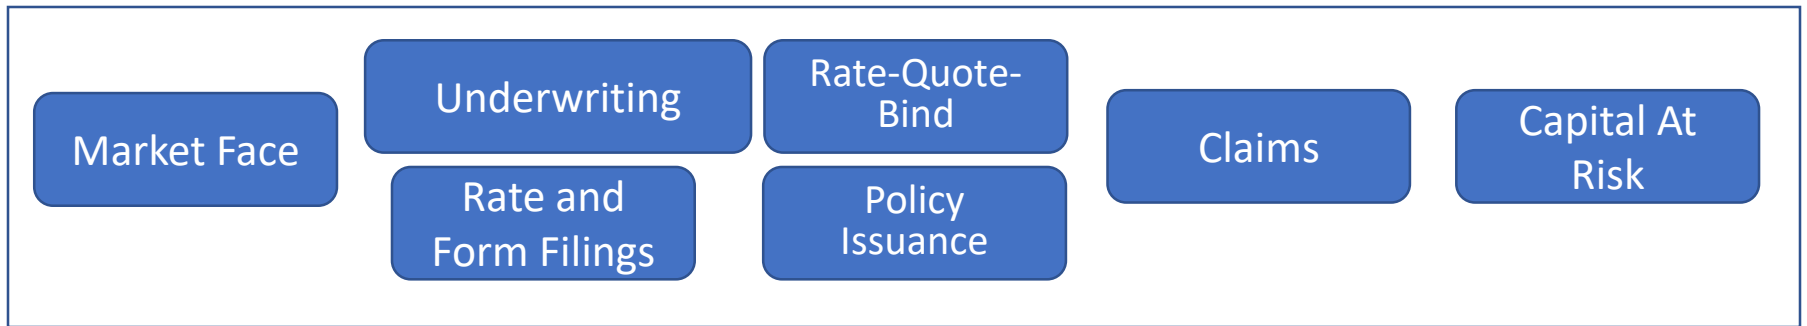 Market Face
Underwriting
Rate and
Form Filings
Rate-Quote-
Bind
Policy
Issuance
Claims
Capital At
Risk